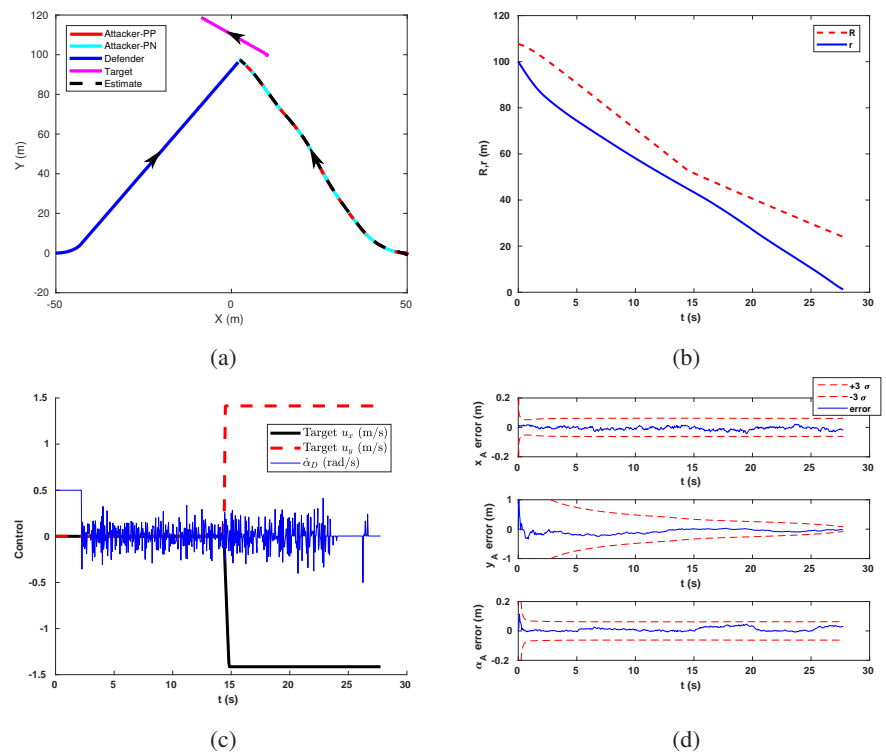 120
100
80
60
40
20
0
-20
Y (m)
Attacker-PP
Attacker-PN
Defender
Target
Estimate
-50
0
50
X (m)
(a)
120
100
80
60
40
20
0
R,r (m)
R
r
0
5
10
15
20
25
30
t (s)
(b)
1.5
1
0.5
0
-0.5
-1
-1.5
Control
Target u_x (m/s)
Target u_y (m/s)
α̇_D (rad/s)
0
5
10
15
20
25
30
t (s)
(c)
+3 σ
-3 σ
error
0.2
0
-0.2
x_A error (m)
0
5
10
15
20
25
30
t (s)
1
0
-1
y_A error (m)
0
5
10
15
20
25
30
t (s)
0.2
0
-0.2
α_A error (m)
0
5
10
15
20
25
30
t (s)
(d)